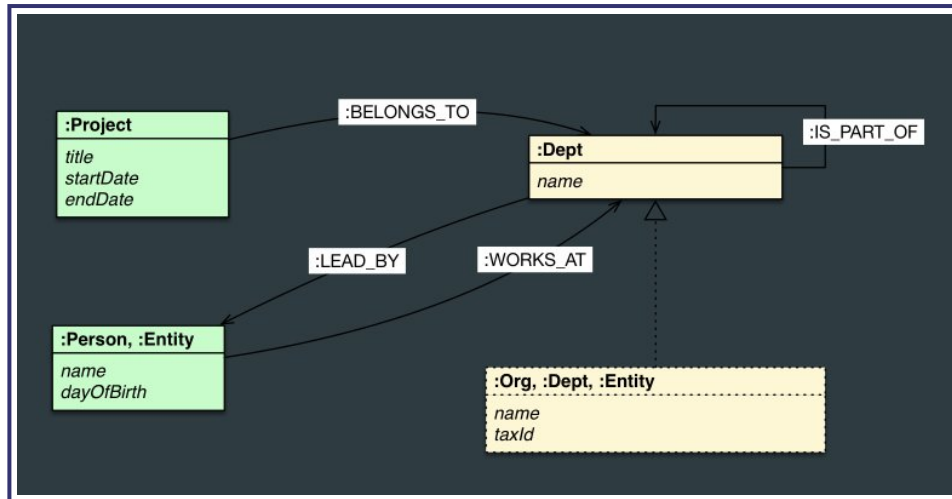 :BELONGS_TO
:Project
title
startDate
endDate
:IS_PART_OF
:Dept
name
:LEAD_BY
:WORKS_AT
:Person, :Entity
name
dayOfBirth
:Org, :Dept, :Entity
name
taxId